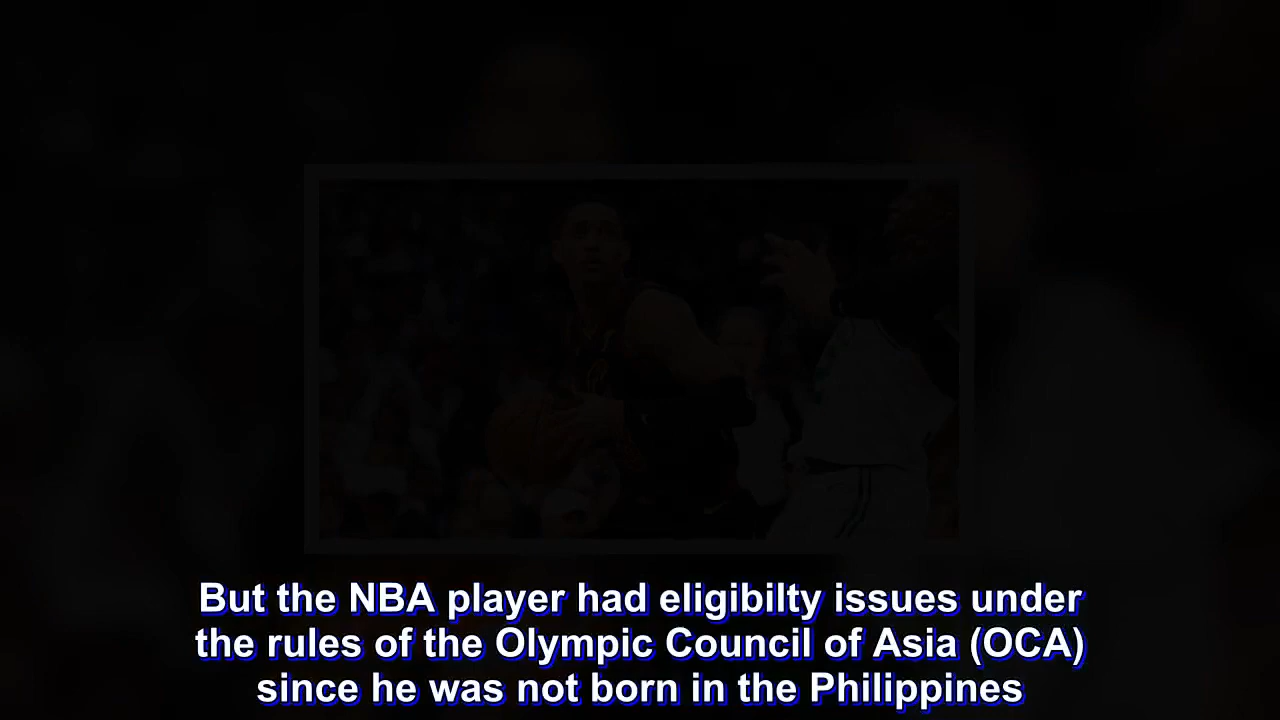 But the NBA player had eligibilty issues under
the rules of the Olympic Council of Asia (OCA)
since he was not born in the Philippines